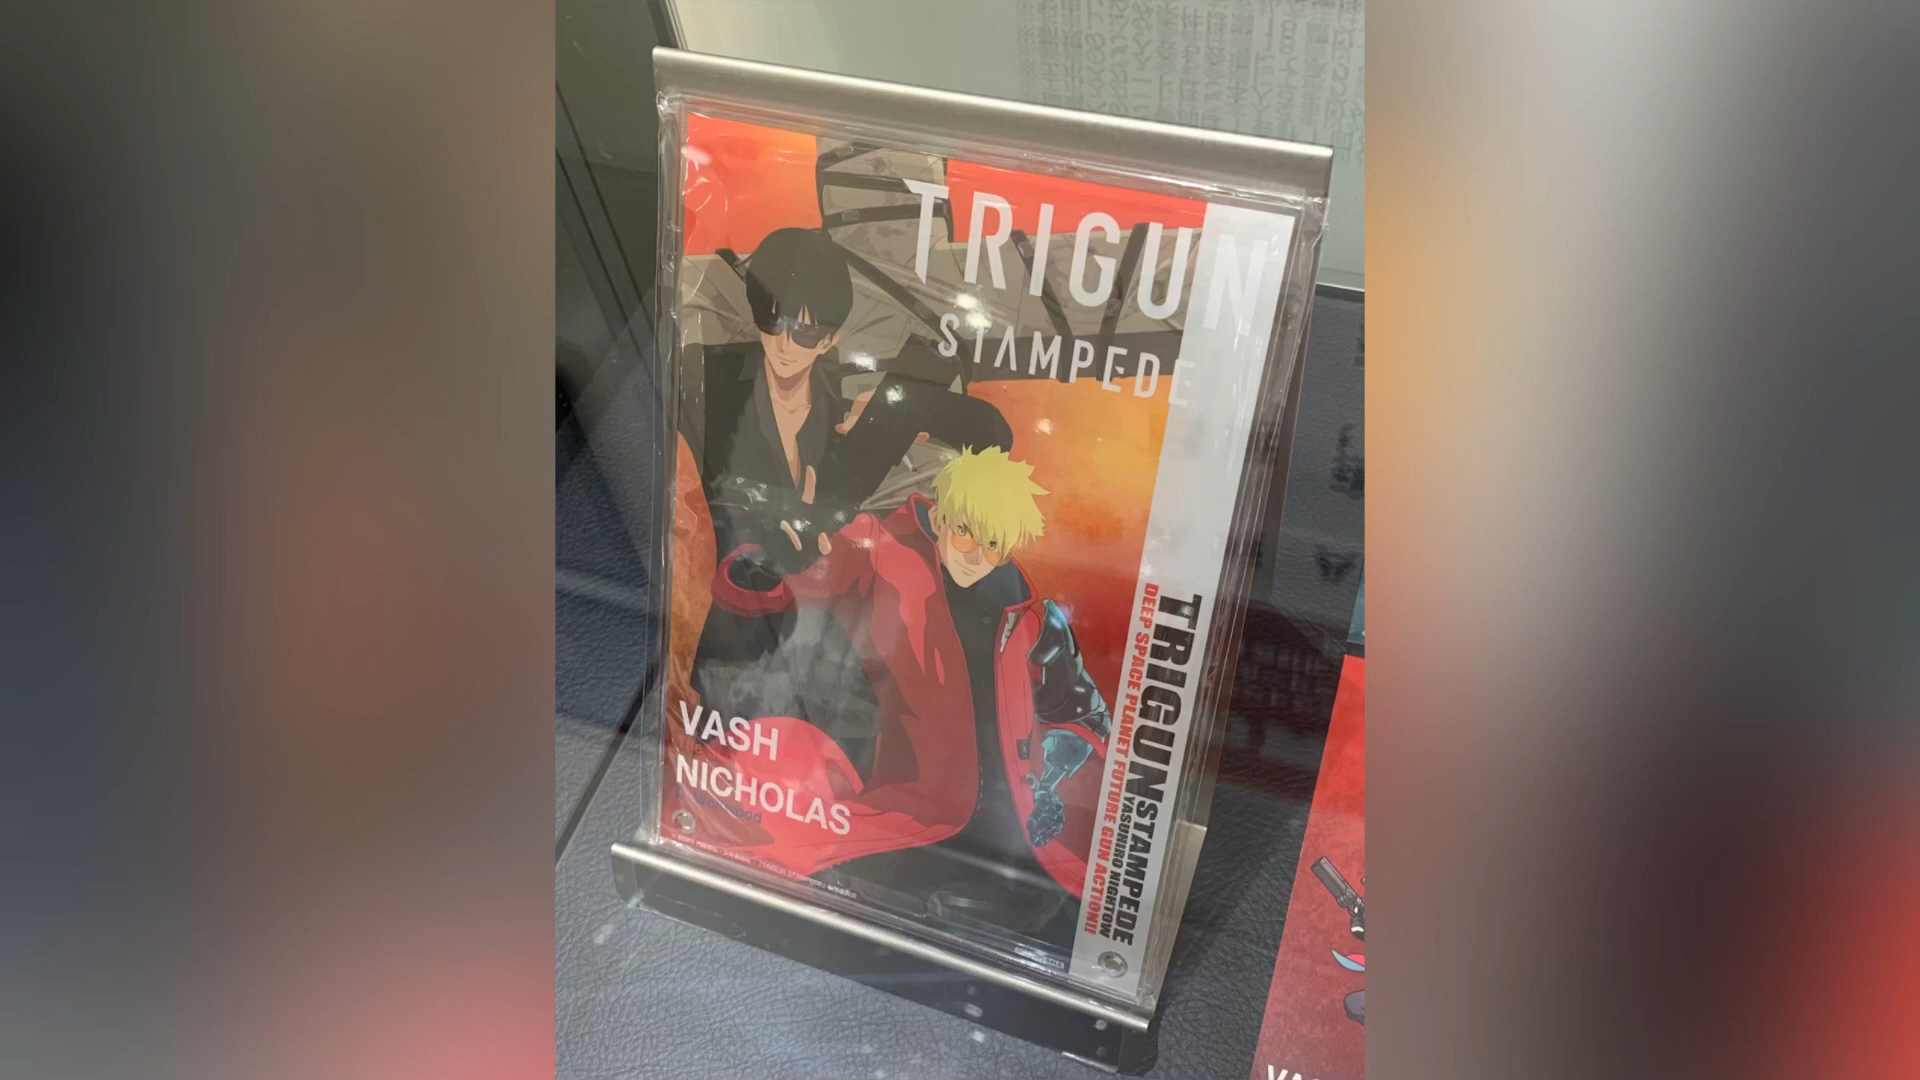 TRIGUN
STAMPEDE
VASH
NICHOLAS
TRIGUN STAMPEDE
YASUHIRO NIGHTOW
DEEP SPACE PLANET FUTURE GUN ACTION!!